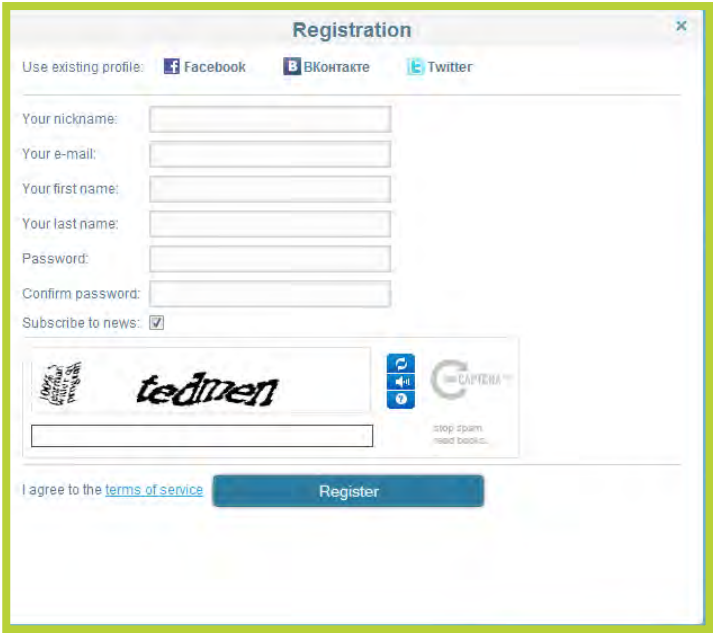 Registration
×
Use existing profile: Facebook ВКонтакте Twitter
Your nickname:
Your e-mail:
Your first name:
Your last name:
Password:
Confirm password:
Subscribe to news:
tedmen
CAPTCHA
stop spam.
read books.
I agree to the terms of service Register